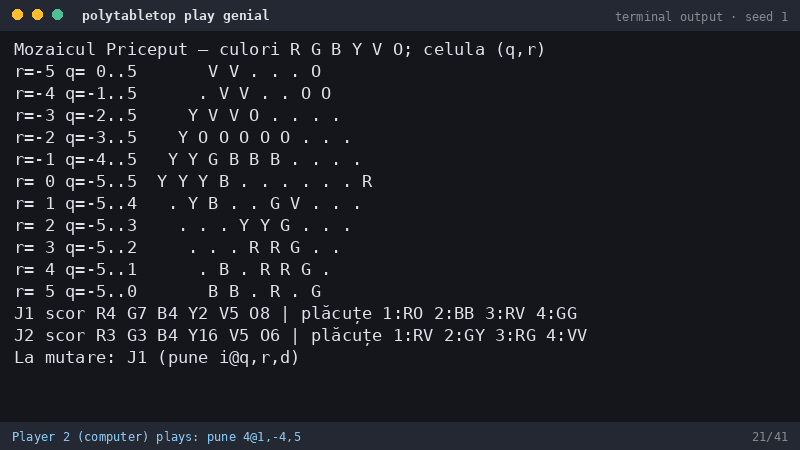 polytabletop play genial
terminal output · seed 1
Mozaicul Priceput — culori R G B Y V O; celula (q,r)
r=-5 q= 0..5       V V . . . O
r=-4 q=-1..5      . V V . . O O
r=-3 q=-2..5     Y V V O . . . .
r=-2 q=-3..5    Y O O O O O . . .
r=-1 q=-4..5   Y Y G B B B . . . .
r= 0 q=-5..5  Y Y Y B . . . . . . R
r= 1 q=-5..4   . Y B . . G V . . .
r= 2 q=-5..3    . . . Y Y G . . .
r= 3 q=-5..2     . . . R R G . .
r= 4 q=-5..1      . B . R R G .
r= 5 q=-5..0       B B . R . G
J1 scor R4 G7 B4 Y2 V5 O8 | plăcuțe 1:RO 2:BB 3:RV 4:GG
J2 scor R3 G3 B4 Y16 V5 O6 | plăcuțe 1:RV 2:GY 3:RG 4:VV
La mutare: J1 (pune i@q,r,d)
Player 2 (computer) plays: pune 4@1,-4,5
21/41